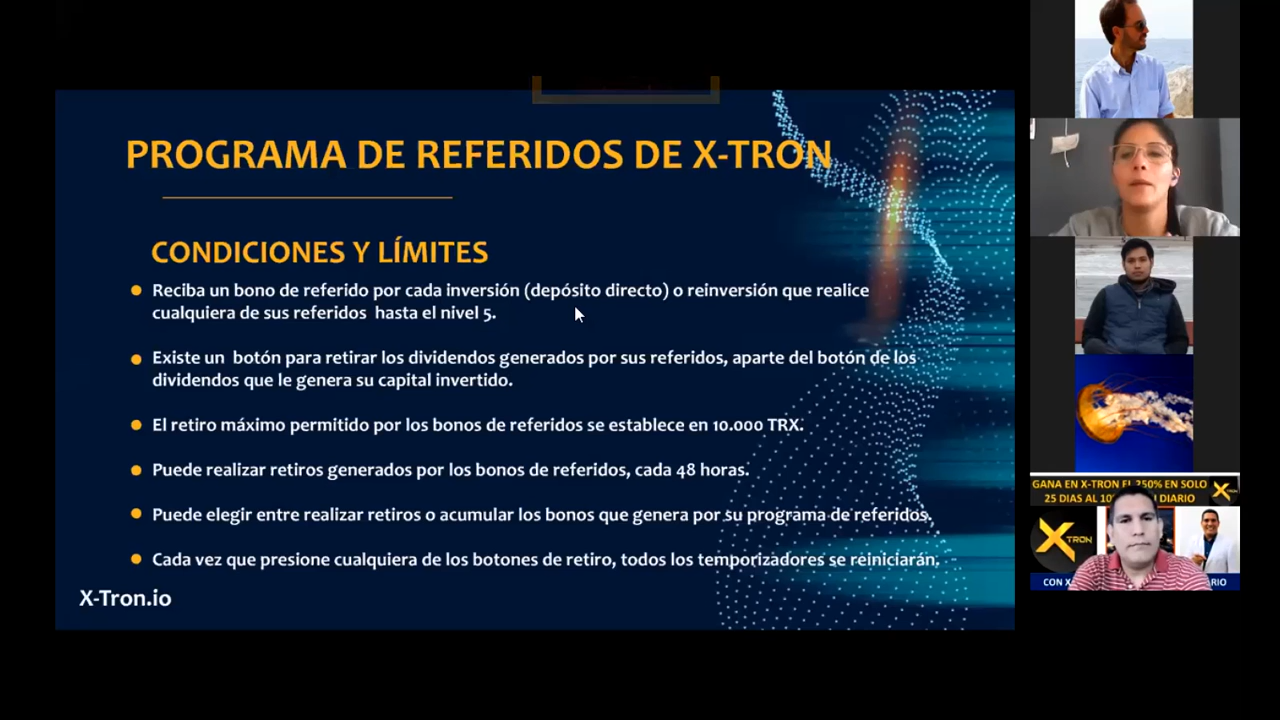 PROGRAMA DE REFERIDOS DE X-TRON
CONDICIONES Y LÍMITES
Reciba un bono de referido por cada inversión (depósito directo) o reinversión que realice
cualquiera de sus referidos hasta el nivel 5.
Existe un botón para retirar los dividendos generados por sus referidos, aparte del botón de los
dividendos que le genera su capital invertido.
El retiro máximo permitido por los bonos de referidos se establece en 10.000 TRX.
Puede realizar retiros generados por los bonos de referidos, cada 48 horas.
Puede elegir entre realizar retiros o acumular los bonos que genera por su programa de referidos.
Cada vez que presione cualquiera de los botones de retiro, todos los temporizadores se reiniciarán.
X-Tron.io
GANA EN X-TRON EL 250% EN SOLO
25 DIAS AL DIARIO
X TRON
CON